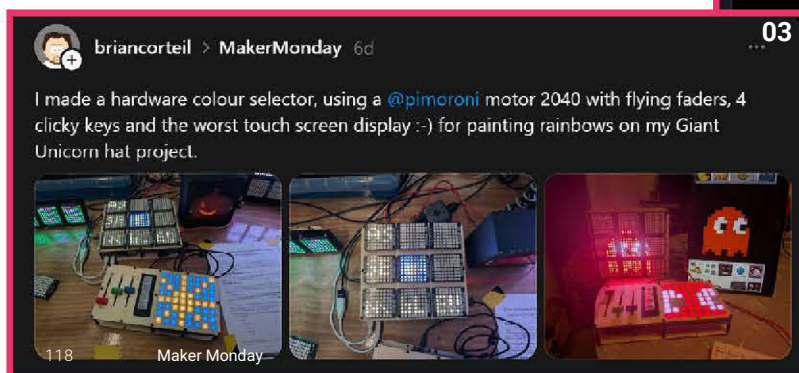 03
briancorteil > MakerMonday 6d
I made a hardware colour selector, using a @pimoroni motor 2040 with flying faders, 4
clicky keys and the worst touch screen display :-) for painting rainbows on my Giant
Unicorn hat project.
118 Maker Monday